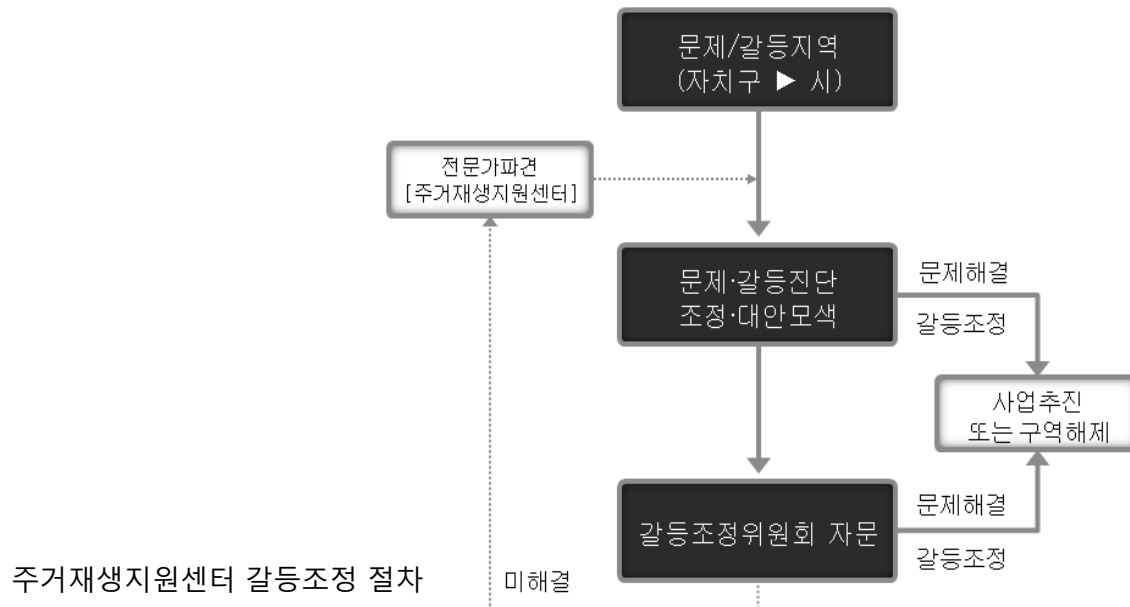 문제/갈등지역
(자치구 ▶ 시)
전문가파견
[주거재생지원센터]
문제·갈등진단
조정·대안모색
문제해결
갈등조정
사업추진
또는 구역해제
갈등조정위원회 자문
문제해결
갈등조정
주거재생지원센터 갈등조정 절차
미해결